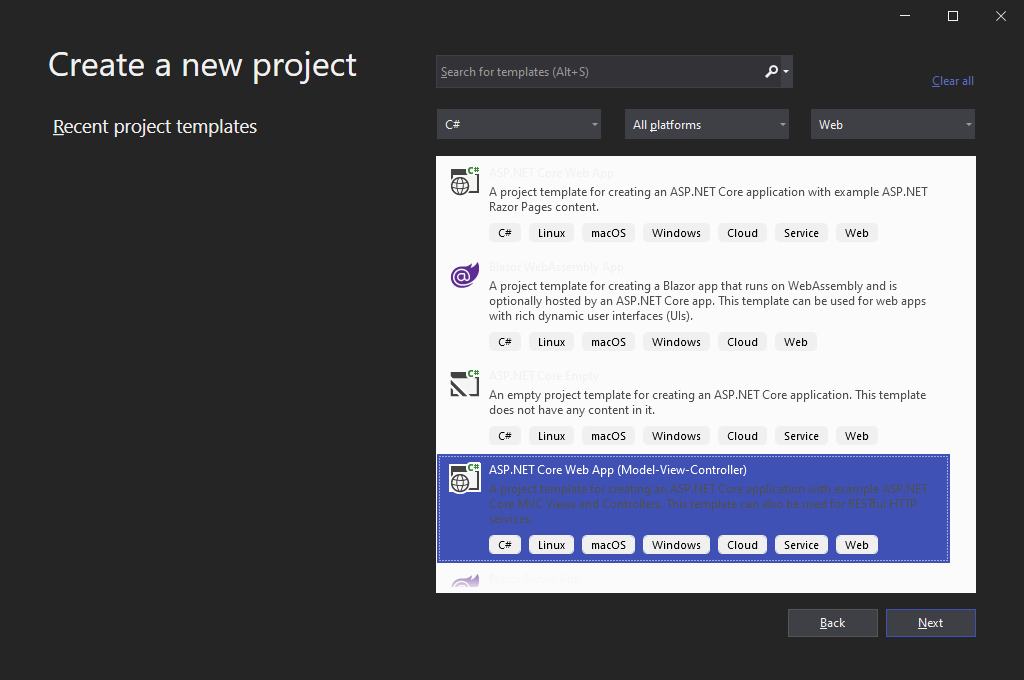 Create a new project
Search for templates (Alt+S)
Clear all
Recent project templates
C#
All platforms
Web
ASP.NET Core Web App
A project template for creating an ASP.NET Core application with example ASP.NET
Razor Pages content.
C# Linux macOS Windows Cloud Service Web
Blazor WebAssembly App
A project template for creating a Blazor app that runs on WebAssembly and is
optionally hosted by an ASP.NET Core app. This template can be used for web apps
with rich dynamic user interfaces (UIs).
C# Linux macOS Windows Cloud Web
ASP.NET Core Empty
An empty project template for creating an ASP.NET Core application. This template
does not have any content in it.
C# Linux macOS Windows Cloud Service Web
ASP.NET Core Web App (Model-View-Controller)
A project template for creating an ASP.NET Core application with example ASP.NET
Core MVC Views and Controllers. This template can also be used for RESTful HTTP
services.
C# Linux macOS Windows Cloud Service Web
Blazor Server App
Back
Next